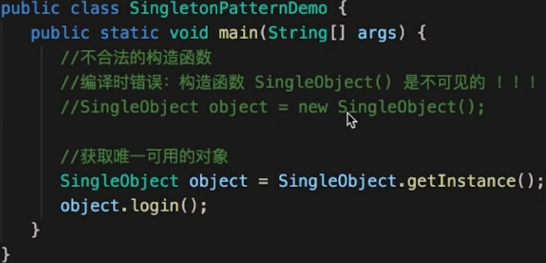 public class SingletonPatternDemo {
public static void main(String[] args) {
//不合法的构造函数
//编译时错误：构造函数 SingleObject() 是不可见的 ！！！
//SingleObject object = new SingleObject();
//获取唯一可用的对象
SingleObject object = SingleObject.getInstance();
object.login();
}
}